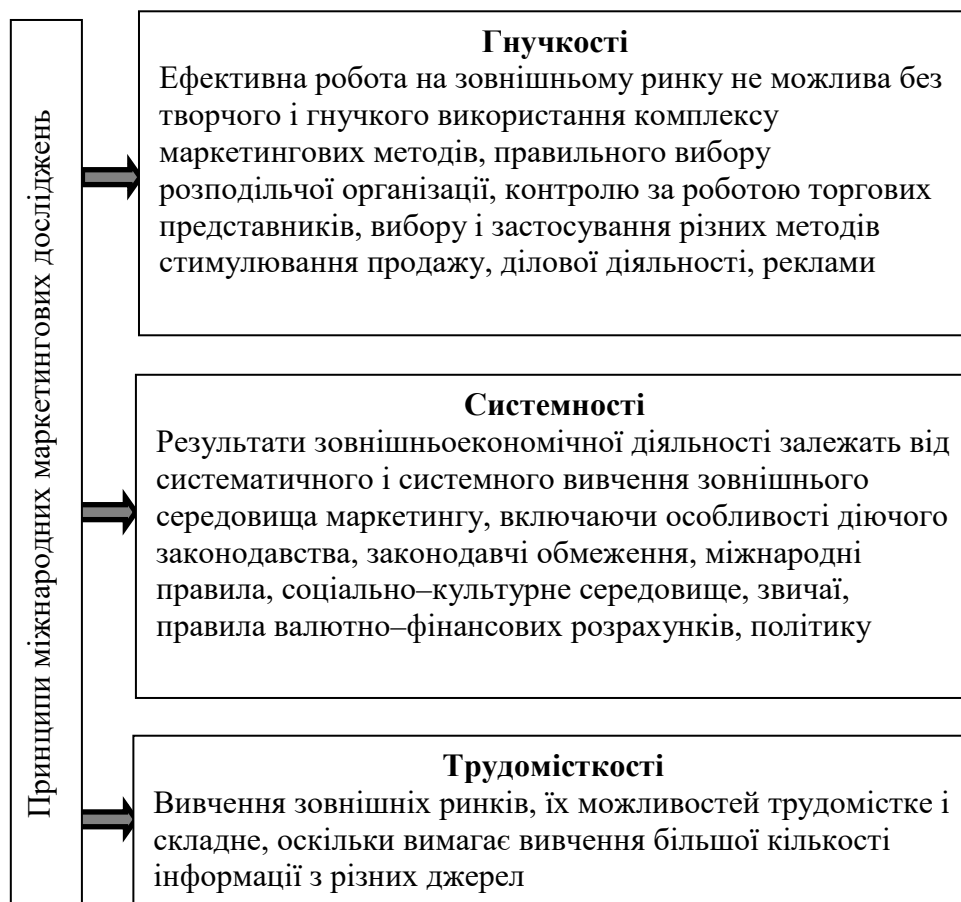 Принципи міжнародних маркетингових досліджень
Гнучкості
Ефективна робота на зовнішньому ринку не можлива без
творчого і гнучкого використання комплексу
маркетингових методів, правильного вибору
розподільчої організації, контролю за роботою торгових
представників, вибору і застосування різних методів
стимулювання продажу, ділової діяльності, реклами
Системності
Результати зовнішньоекономічної діяльності залежать від
систематичного і системного вивчення зовнішнього
середовища маркетингу, включаючи особливості діючого
законодавства, законодавчі обмеження, міжнародні
правила, соціально–культурне середовище, звичаї,
правила валютно–фінансових розрахунків, політику
Трудомісткості
Вивчення зовнішніх ринків, їх можливостей трудомістке і
складне, оскільки вимагає вивчення більшої кількості
інформації з різних джерел